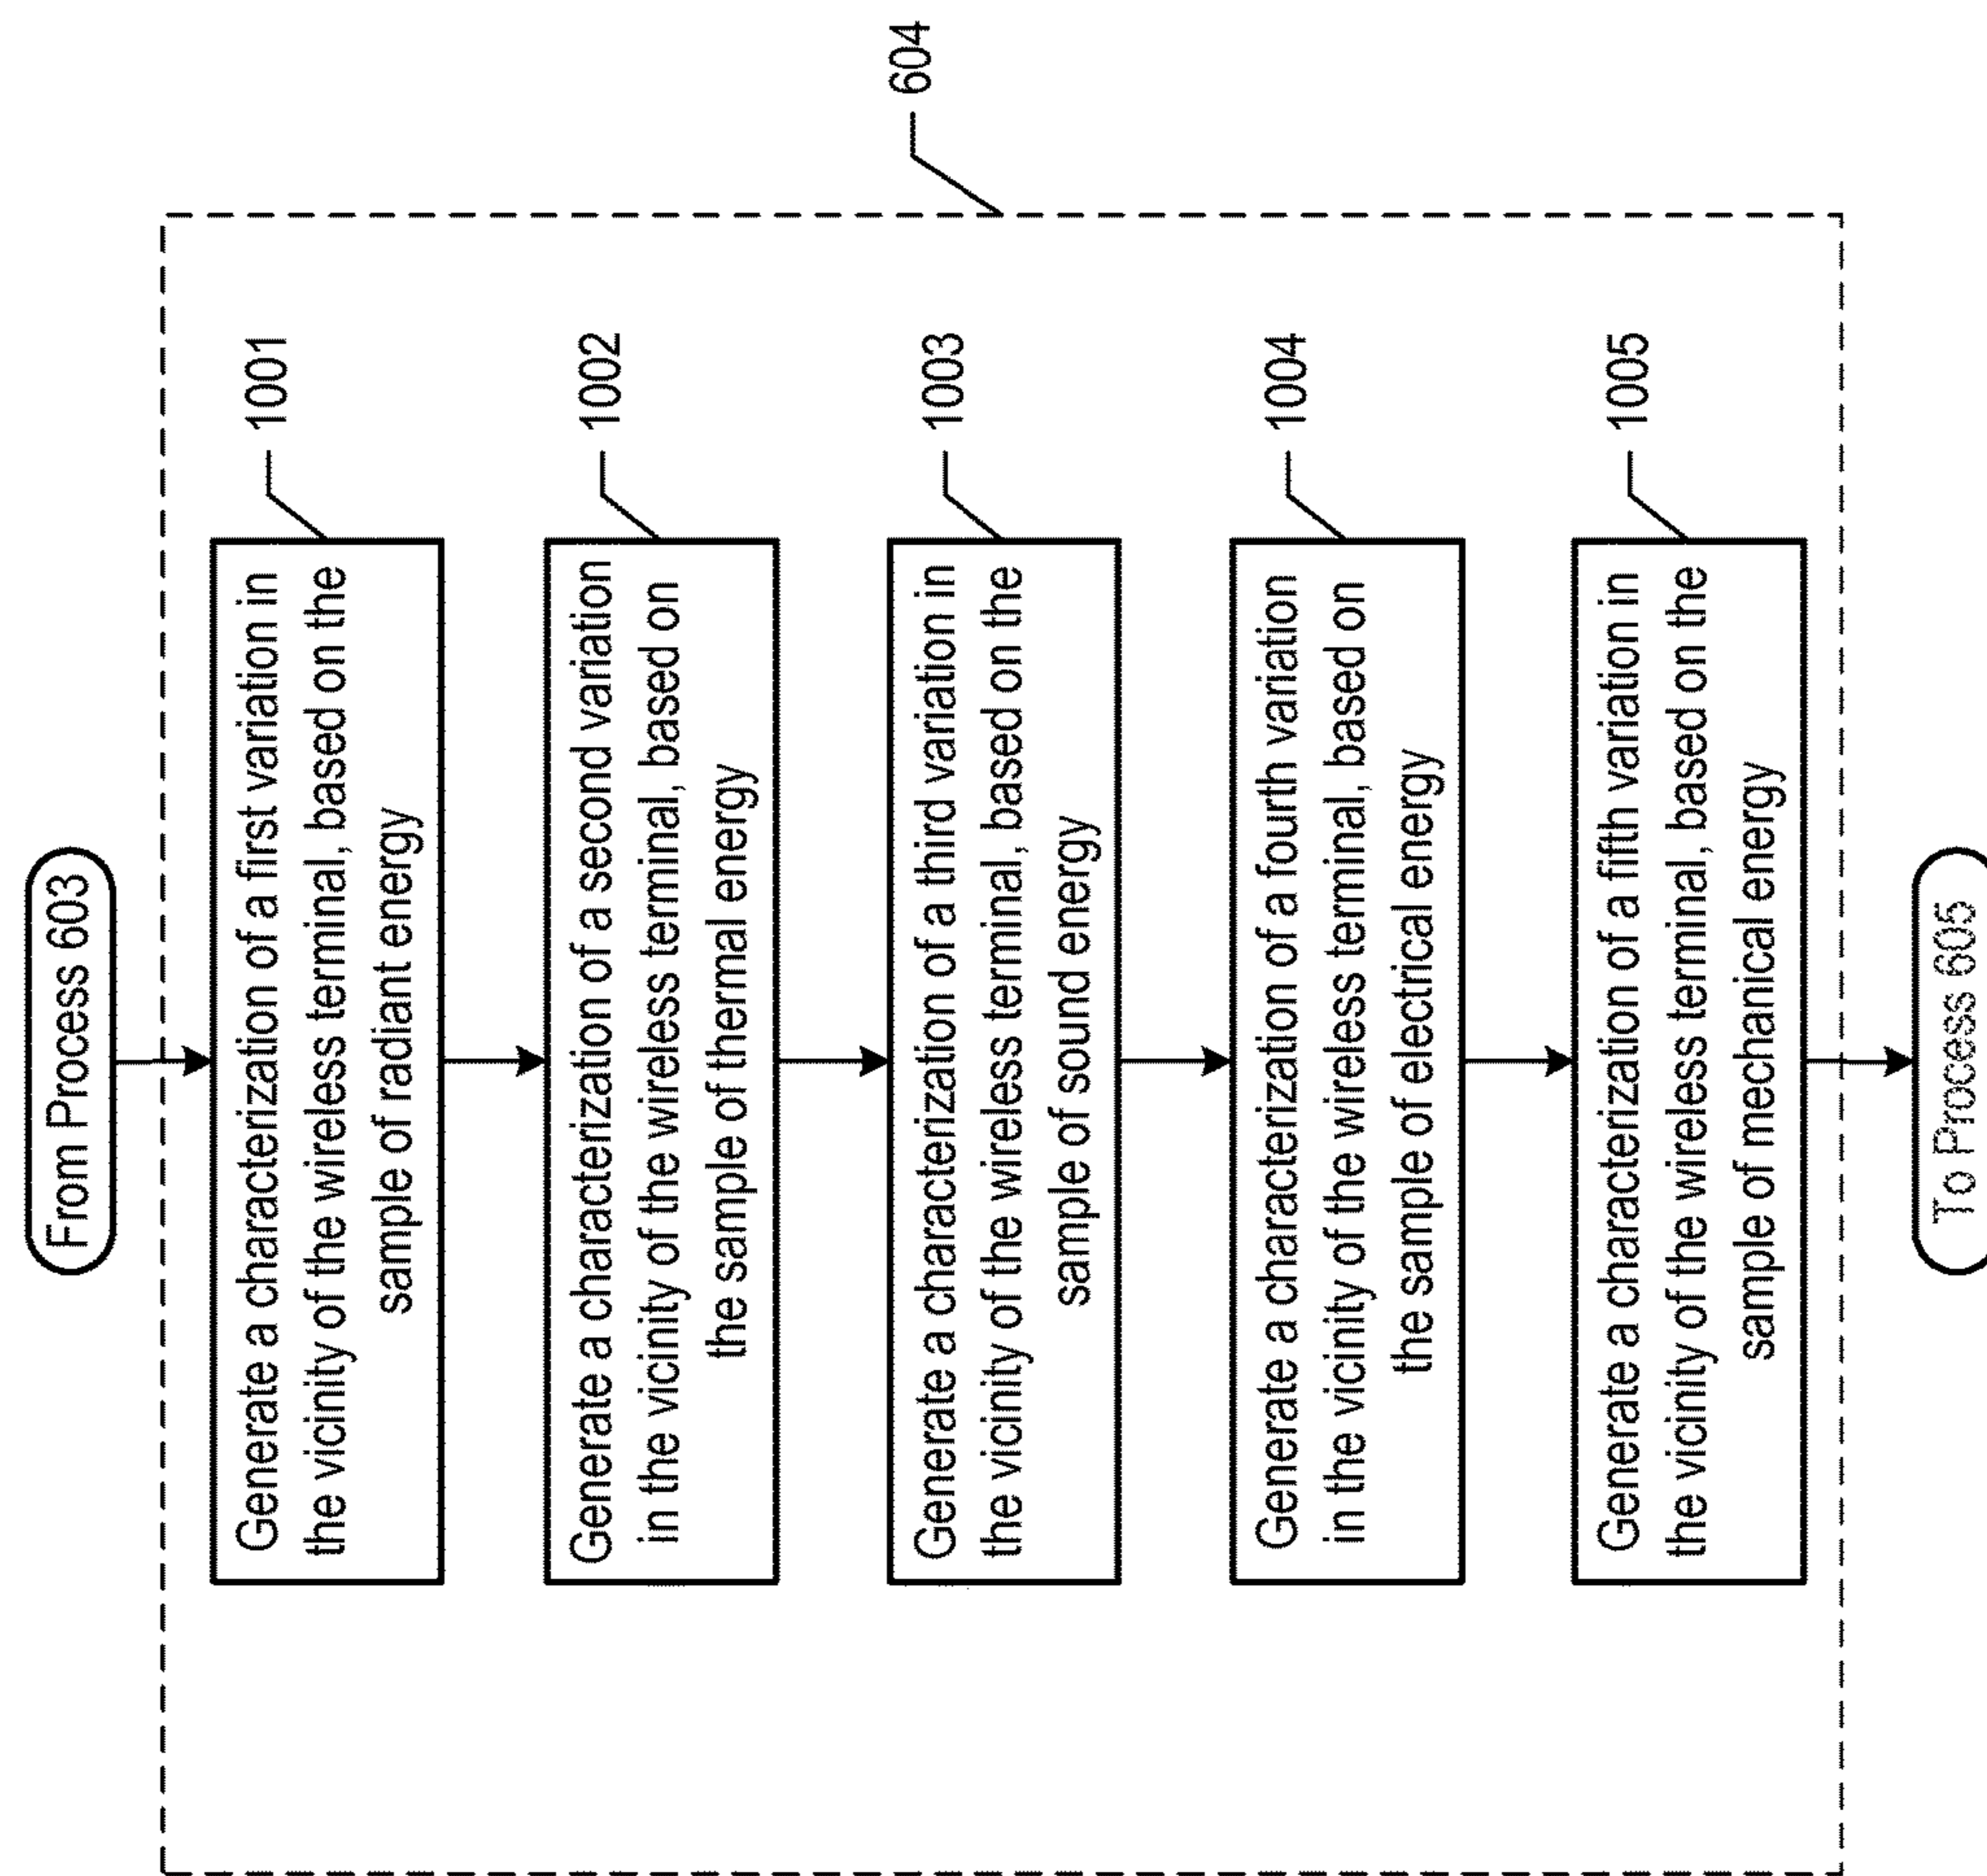 From Process 603
604
Generate a characterization of a first variation in
the vicinity of the wireless terminal, based on the
sample of radiant energy
1001
Generate a characterization of a second variation
in the vicinity of the wireless terminal, based on
the sample of thermal energy
1002
Generate a characterization of a third variation in
the vicinity of the wireless terminal, based on the
sample of sound energy
1003
Generate a characterization of a fourth variation
in the vicinity of the wireless terminal, based on
the sample of electrical energy
1004
Generate a characterization of a fifth variation in
the vicinity of the wireless terminal, based on the
sample of mechanical energy
1005
To Process 605